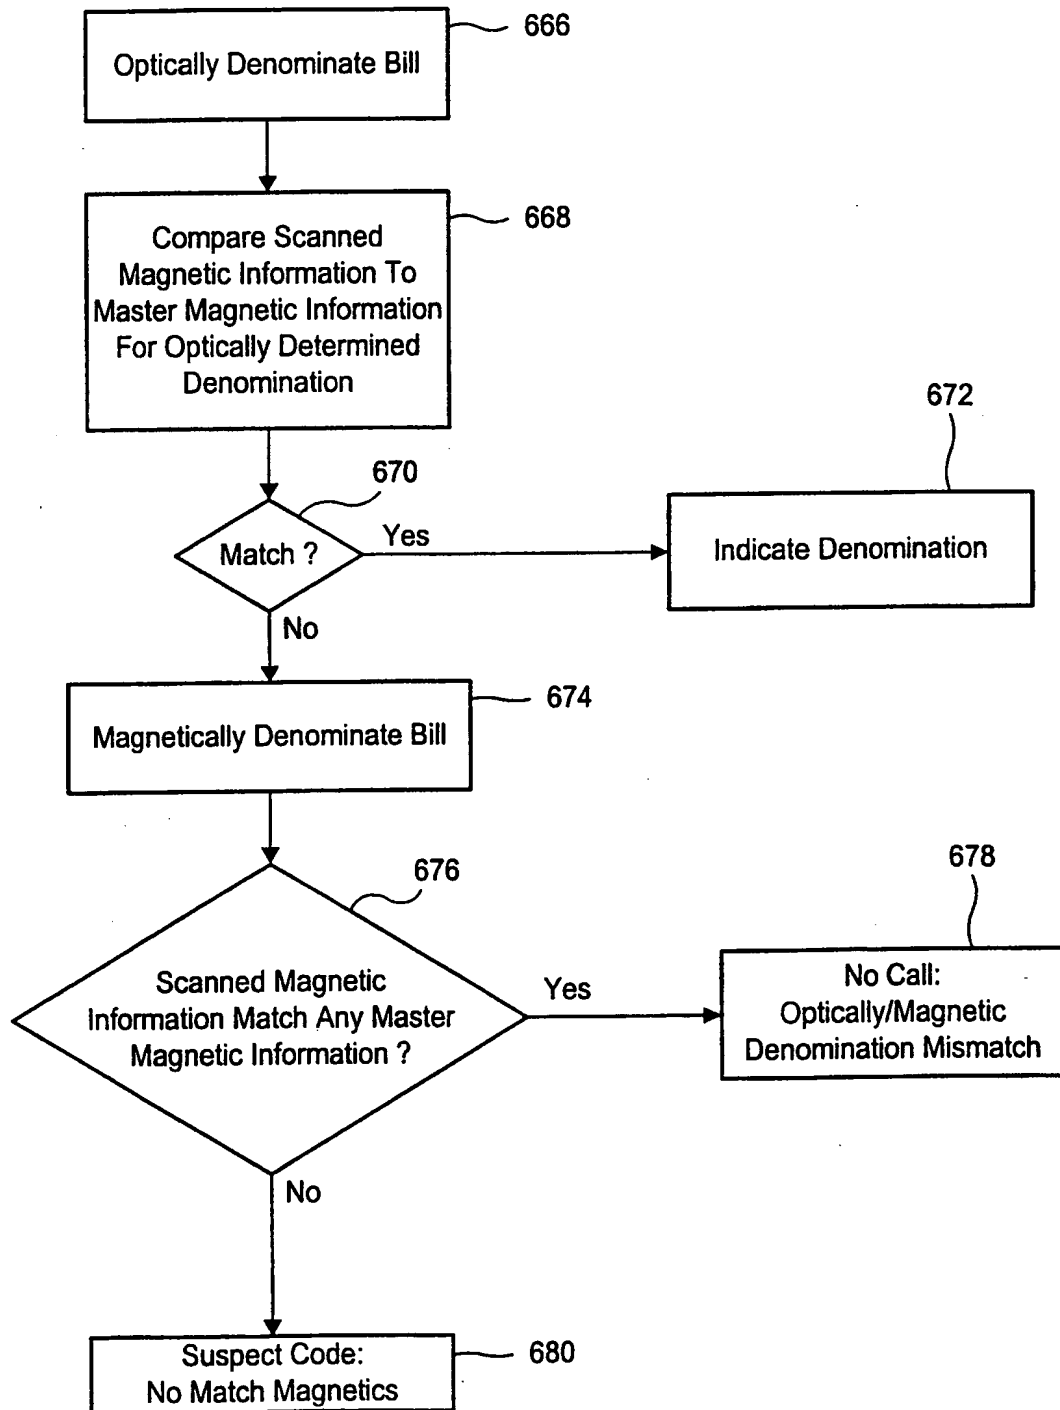 666
Optically Denominate Bill
668
Compare Scanned
Magnetic Information To
Master Magnetic Information
For Optically Determined
Denomination
672
670
Match ?
Yes
Indicate Denomination
No
674
Magnetically Denominate Bill
676
678
Scanned Magnetic
Information Match Any Master
Magnetic Information ?
Yes
No Call:
Optically/Magnetic
Denomination Mismatch
No
680
Suspect Code:
No Match Magnetics